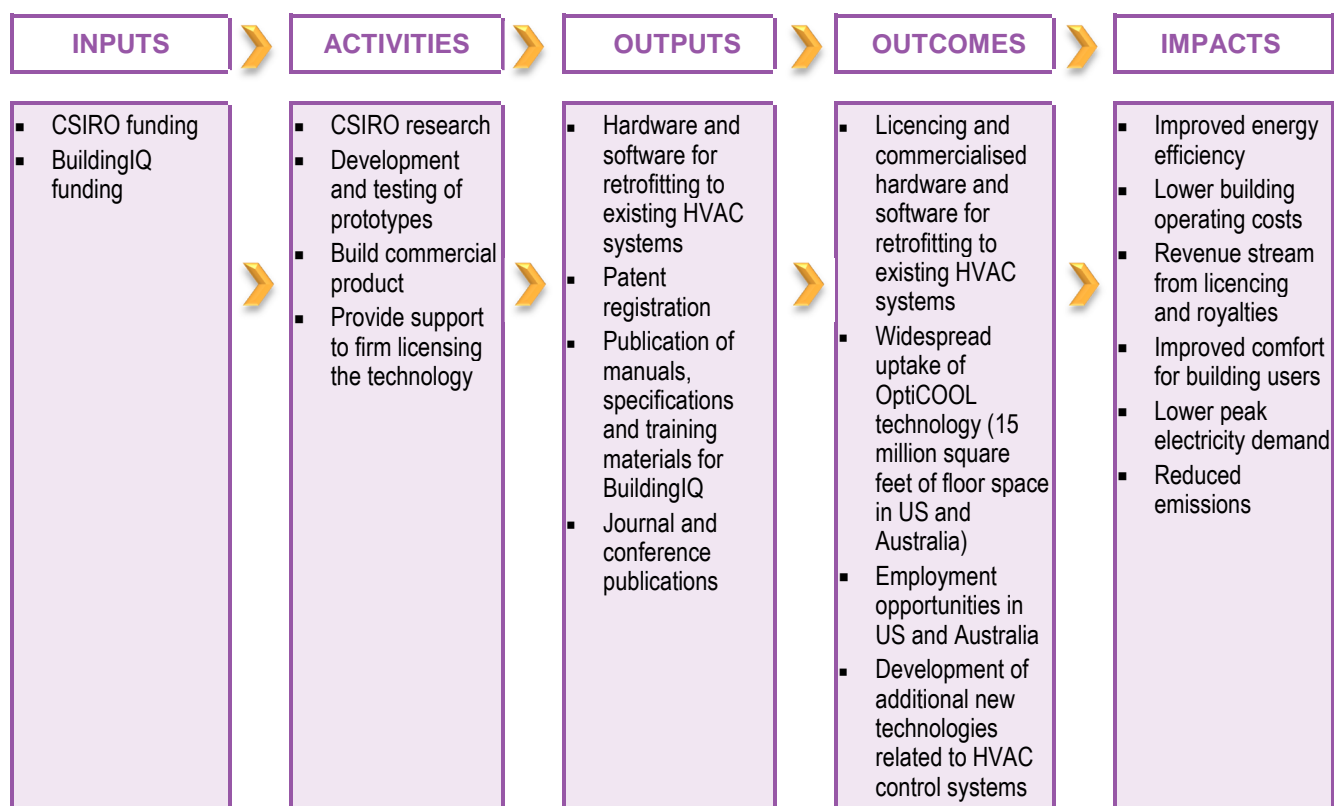 INPUTS
ACTIVITIES
OUTPUTS
OUTCOMES
IMPACTS
▪ CSIRO funding
▪ BuildingIQ
funding
▪ CSIRO research
▪ Development
and testing of
prototypes
▪ Build commercial
product
▪ Provide support
to firm licensing
the technology
▪ Hardware and
software for
retrofitting to
existing HVAC
systems
▪ Patent
registration
▪ Publication of
manuals,
specifications
and training
materials for
BuildingIQ
▪ Journal and
conference
publications
▪ Licencing and
commercialised
hardware and
software for
retrofitting to
existing HVAC
systems
▪ Widespread
uptake of
OptiCOOL
technology (15
million square
feet of floor space
in US and
Australia)
▪ Employment
opportunities in
US and Australia
▪ Development of
additional new
technologies
related to HVAC
control systems
▪ Improved energy
efficiency
▪ Lower building
operating costs
▪ Revenue stream
from licencing
and royalties
▪ Improved comfort
for building users
▪ Lower peak
electricity demand
▪ Reduced
emissions